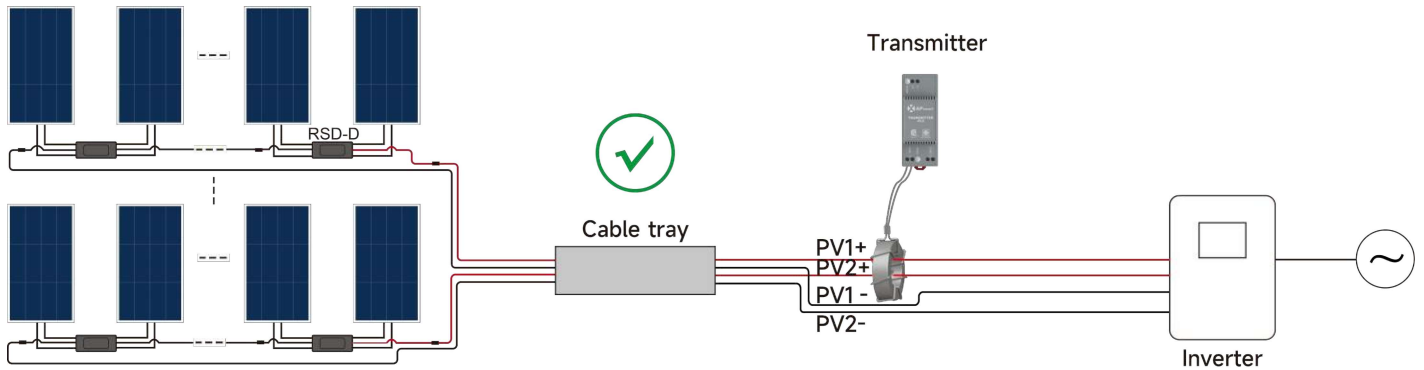 Transmitter
RSD-D
Cable tray
PV1+
PV2+
PV1 -
PV2-
Inverter